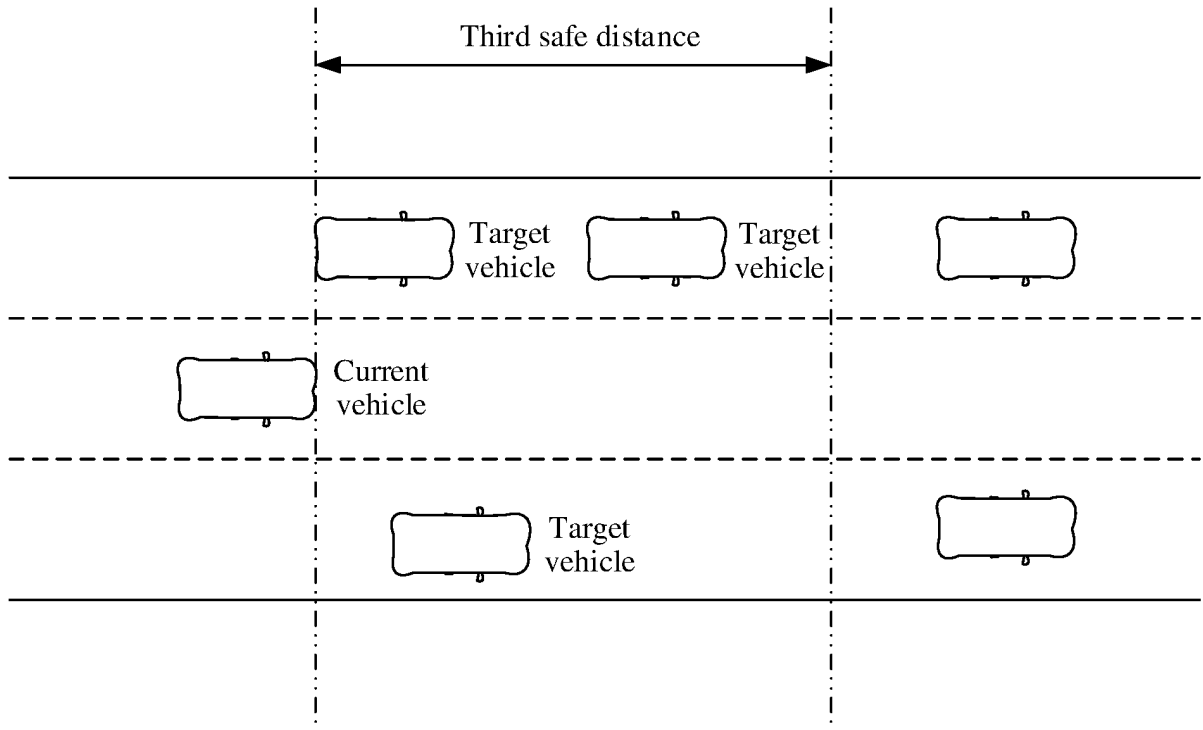 Third safe distance
Target
vehicle
Target
vehicle
Current
vehicle
Target
vehicle